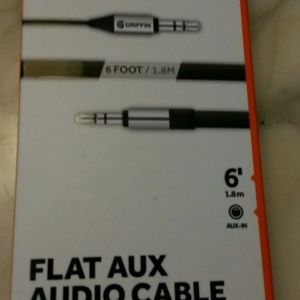 GRIFFIN
6 FOOT / 1.8M
6'
1.8m
AUX-IN
FLAT AUX
AUDIO CABLE